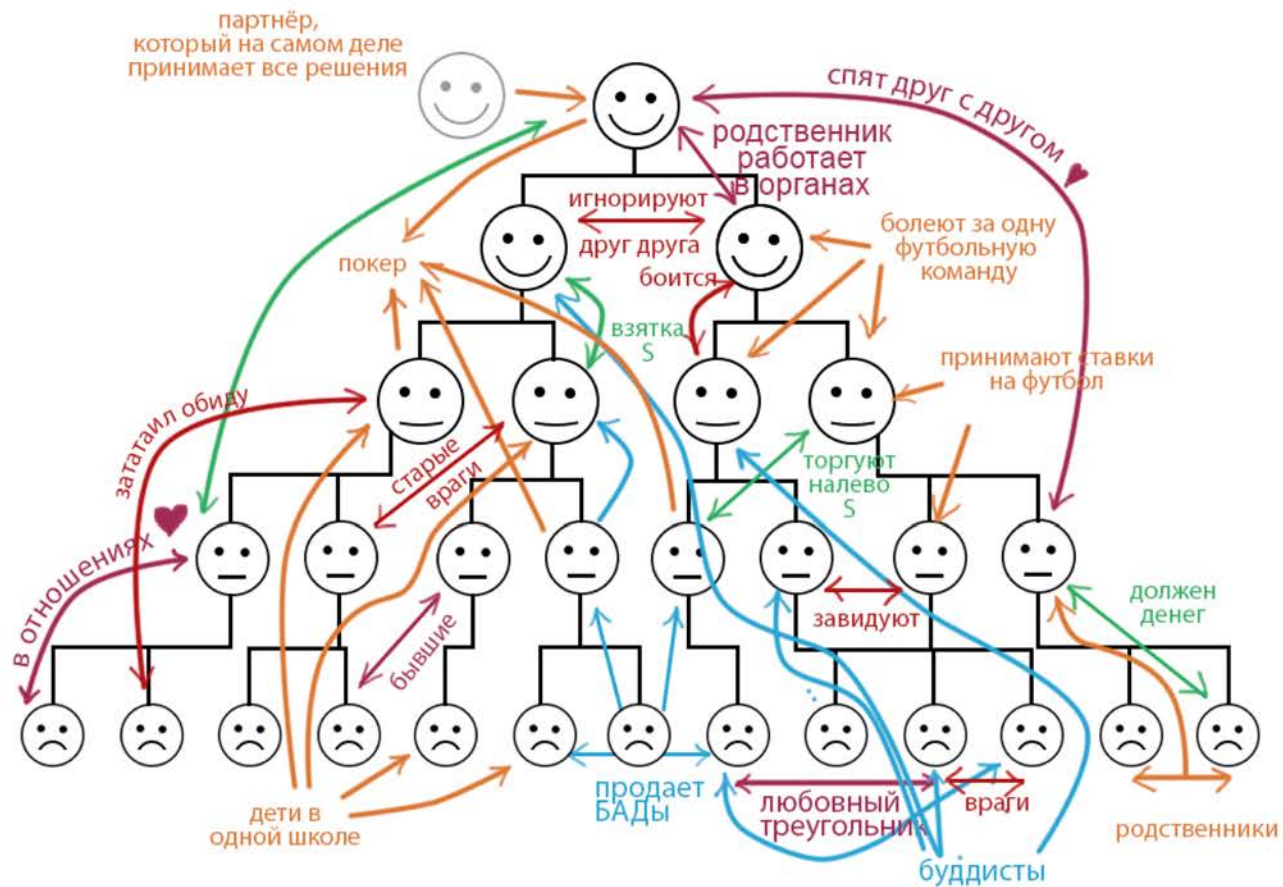 партнёр,
который на самом деле
принимает все решения
спят друг с другом
родственник
работает
в органах
игнорируют
друг друга
болеют за одну
футбольную
команду
покер
боится
взятка
S
принимают ставки
на футбол
зататаил обиду
старые
враги
торгуют
налево
S
в отношениях
бывшие
завидуют
должен
денег
продает
БАДы
любовный
треугольник
враги
дети в
одной школе
родственники
буддисты